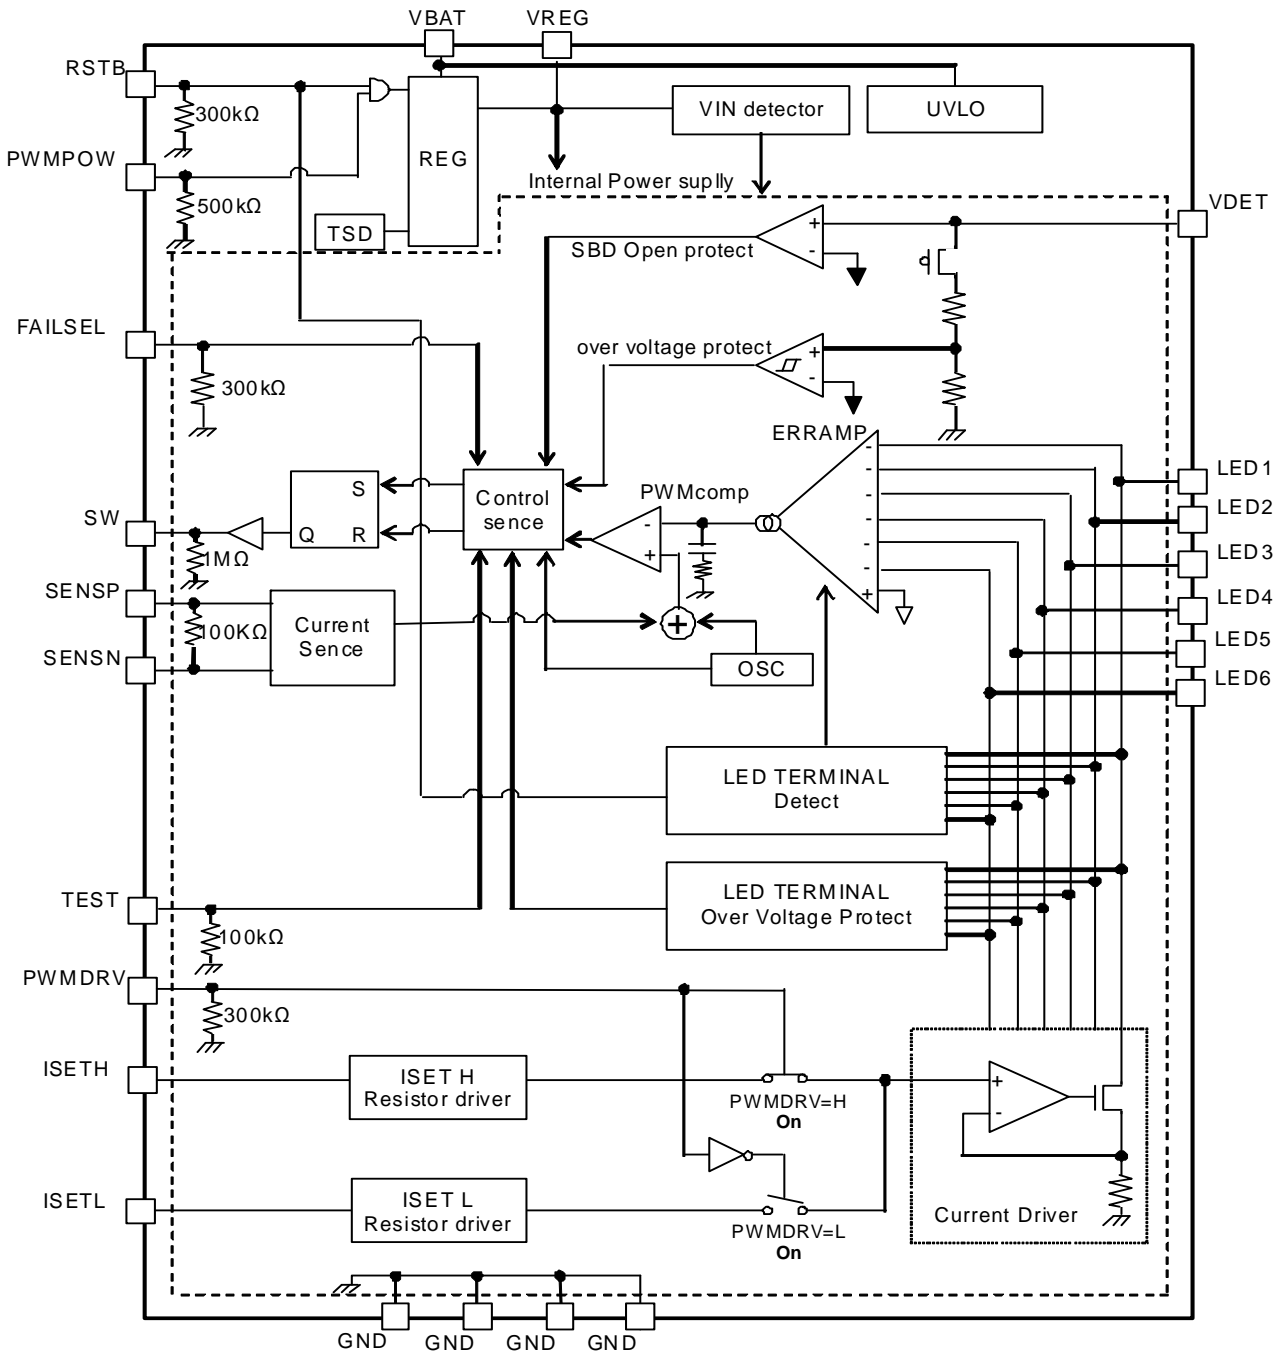 VBAT
VREG
RSTB
300kΩ
PWMPOW
500kΩ
TSD
REG
VIN detector
UVLO
Internal Power suplly
VDET
SBD Open protect
+
-
FAILSEL
300kΩ
over voltage protect
+
-
ERRAMP
-
-
-
-
-
-
+
LED1
LED2
LED3
LED4
LED5
LED6
S
Q
R
SW
1MΩ
Control
sence
PWMcomp
-
+
SENSP
100KΩ
SENSN
Current
Sence
+
OSC
LED TERMINAL
Detect
LED TERMINAL
Over Voltage Protect
TEST
100kΩ
PWMDRV
300kΩ
ISETH
ISET H
Resistor driver
PWMDRV=H
On
+
-
Current Driver
ISETL
ISET L
Resistor driver
PWMDRV=L
On
GND
GND
GND
GND